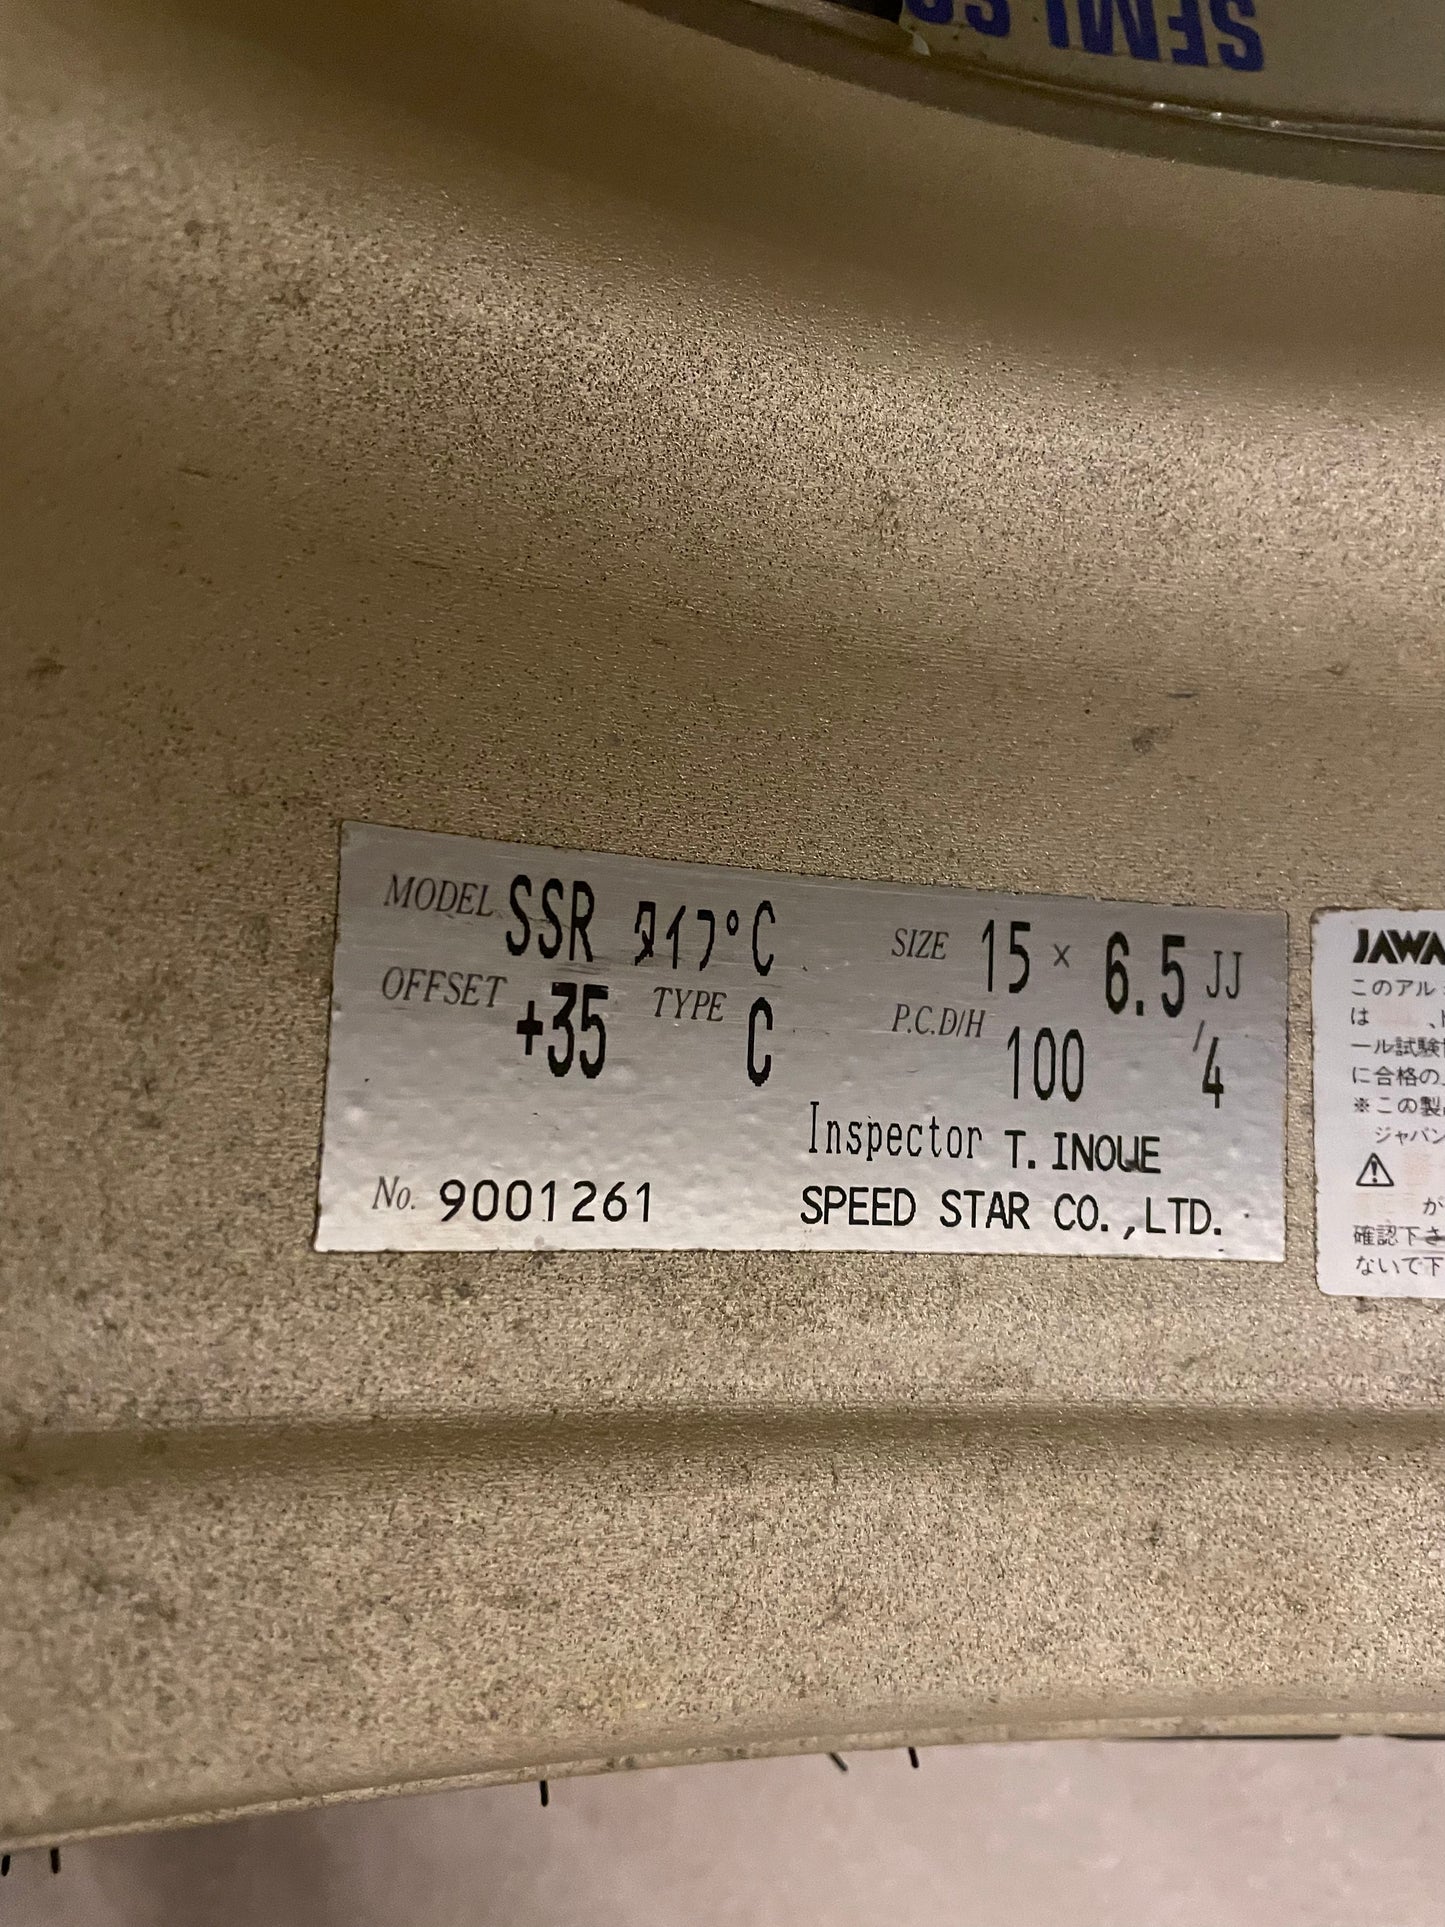 SEMI SO
MODEL SSR タイプ C SIZE 15 × 6.5 JJ
OFFSET +35 TYPE C P.C.D/H 100 /4
Inspector T. INOUE
No. 9001261 SPEED STAR CO.,LTD.
JAWA
このアル
は 、
ール試験
に合格の
※この製
ジャパン
が
確認下さ
ないで下